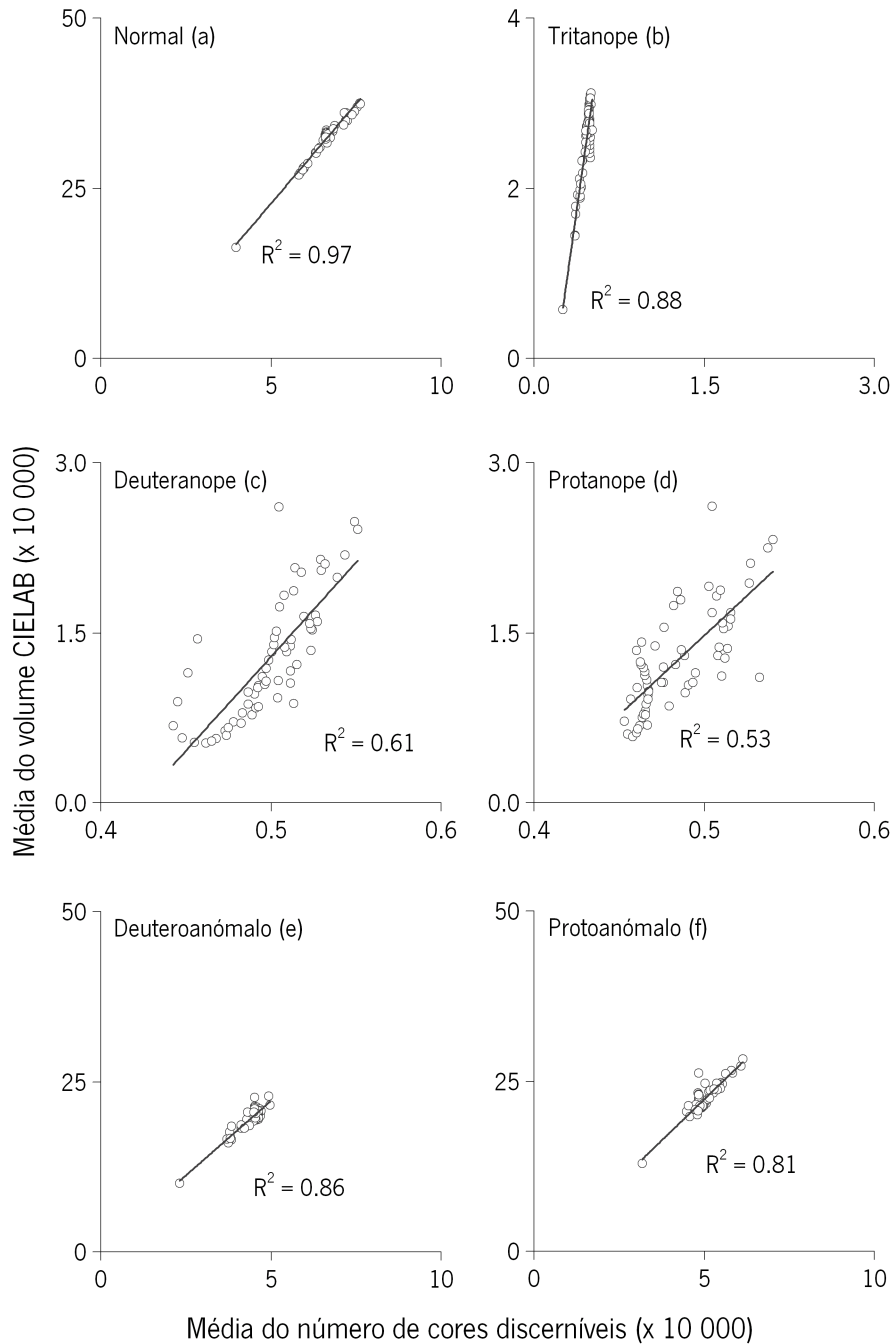 50
Normal (a)
25
R² = 0.97
0
0
5
10
4
Tritanope (b)
2
R² = 0.88
0
0.0
1.5
3.0
Média do volume CIELAB (x 10 000)
3.0
Deuteranope (c)
1.5
R² = 0.61
0.0
0.4
0.5
0.6
3.0
Protanope (d)
1.5
R² = 0.53
0.0
0.4
0.5
0.6
50
Deuteroanómalo (e)
25
R² = 0.86
0
0
5
10
50
Protoanómalo (f)
25
R² = 0.81
0
0
5
10
Média do número de cores discerníveis (x 10 000)